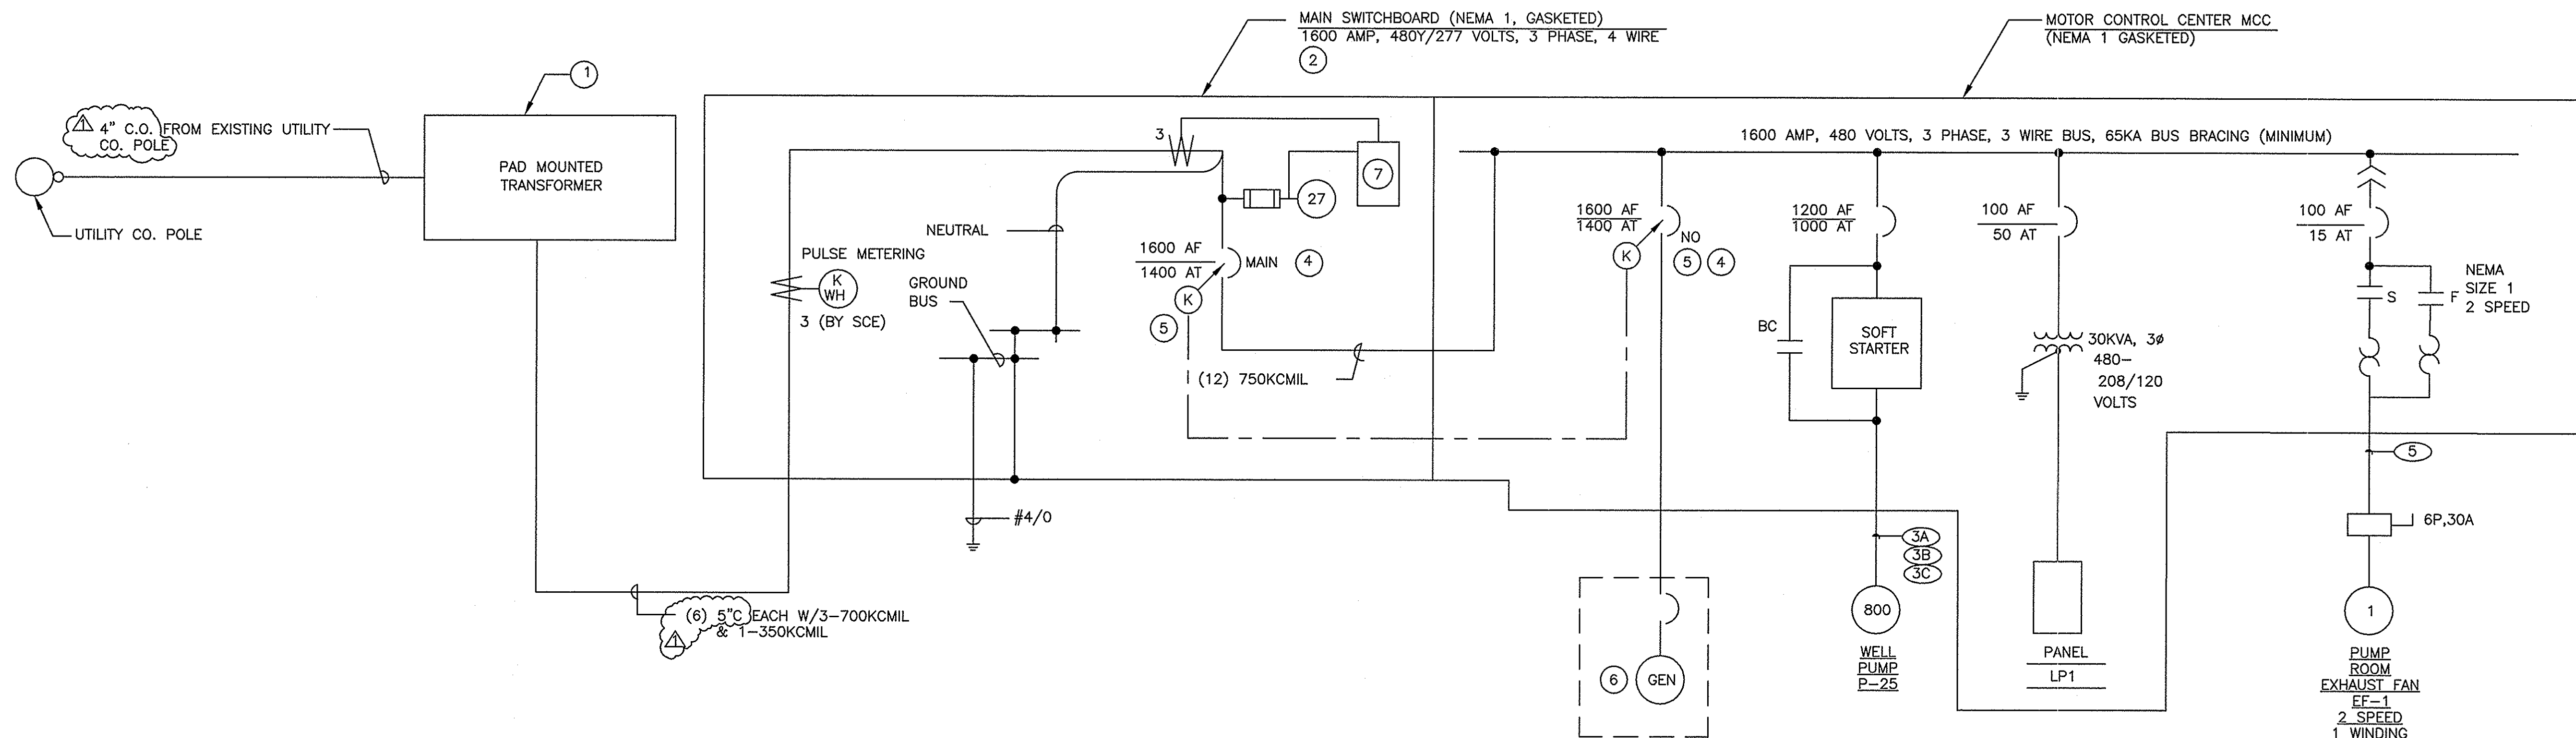 MAIN SWITCHBOARD (NEMA 1, GASKETED)
1600 AMP, 480Y/277 VOLTS, 3 PHASE, 4 WIRE
2
MOTOR CONTROL CENTER MCC
(NEMA 1 GASKETED)
1
1 4" C.O. FROM EXISTING UTILITY
CO. POLE
PAD MOUNTED
TRANSFORMER
UTILITY CO. POLE
3
7
27
1600 AMP, 480 VOLTS, 3 PHASE, 3 WIRE BUS, 65KA BUS BRACING (MINIMUM)
NEUTRAL
PULSE METERING
K
WH
3 (BY SCE)
GROUND
BUS
1600 AF
1400 AT
MAIN
4
K
5
(12) 750KCMIL
#4/0
(6) 5"C EACH W/3-700KCMIL
& 1-350KCMIL
1
1600 AF
1400 AT
K
NO
5 4
1200 AF
1000 AT
BC
SOFT
STARTER
3A
3B
3C
800
WELL
PUMP
P-25
6
GEN
100 AF
50 AT
30KVA, 3ø
480-
208/120
VOLTS
PANEL
LP1
100 AF
15 AT
S
F
NEMA
SIZE 1
2 SPEED
5
6P,30A
1
PUMP
ROOM
EXHAUST FAN
EF-1
2 SPEED
1 WINDING